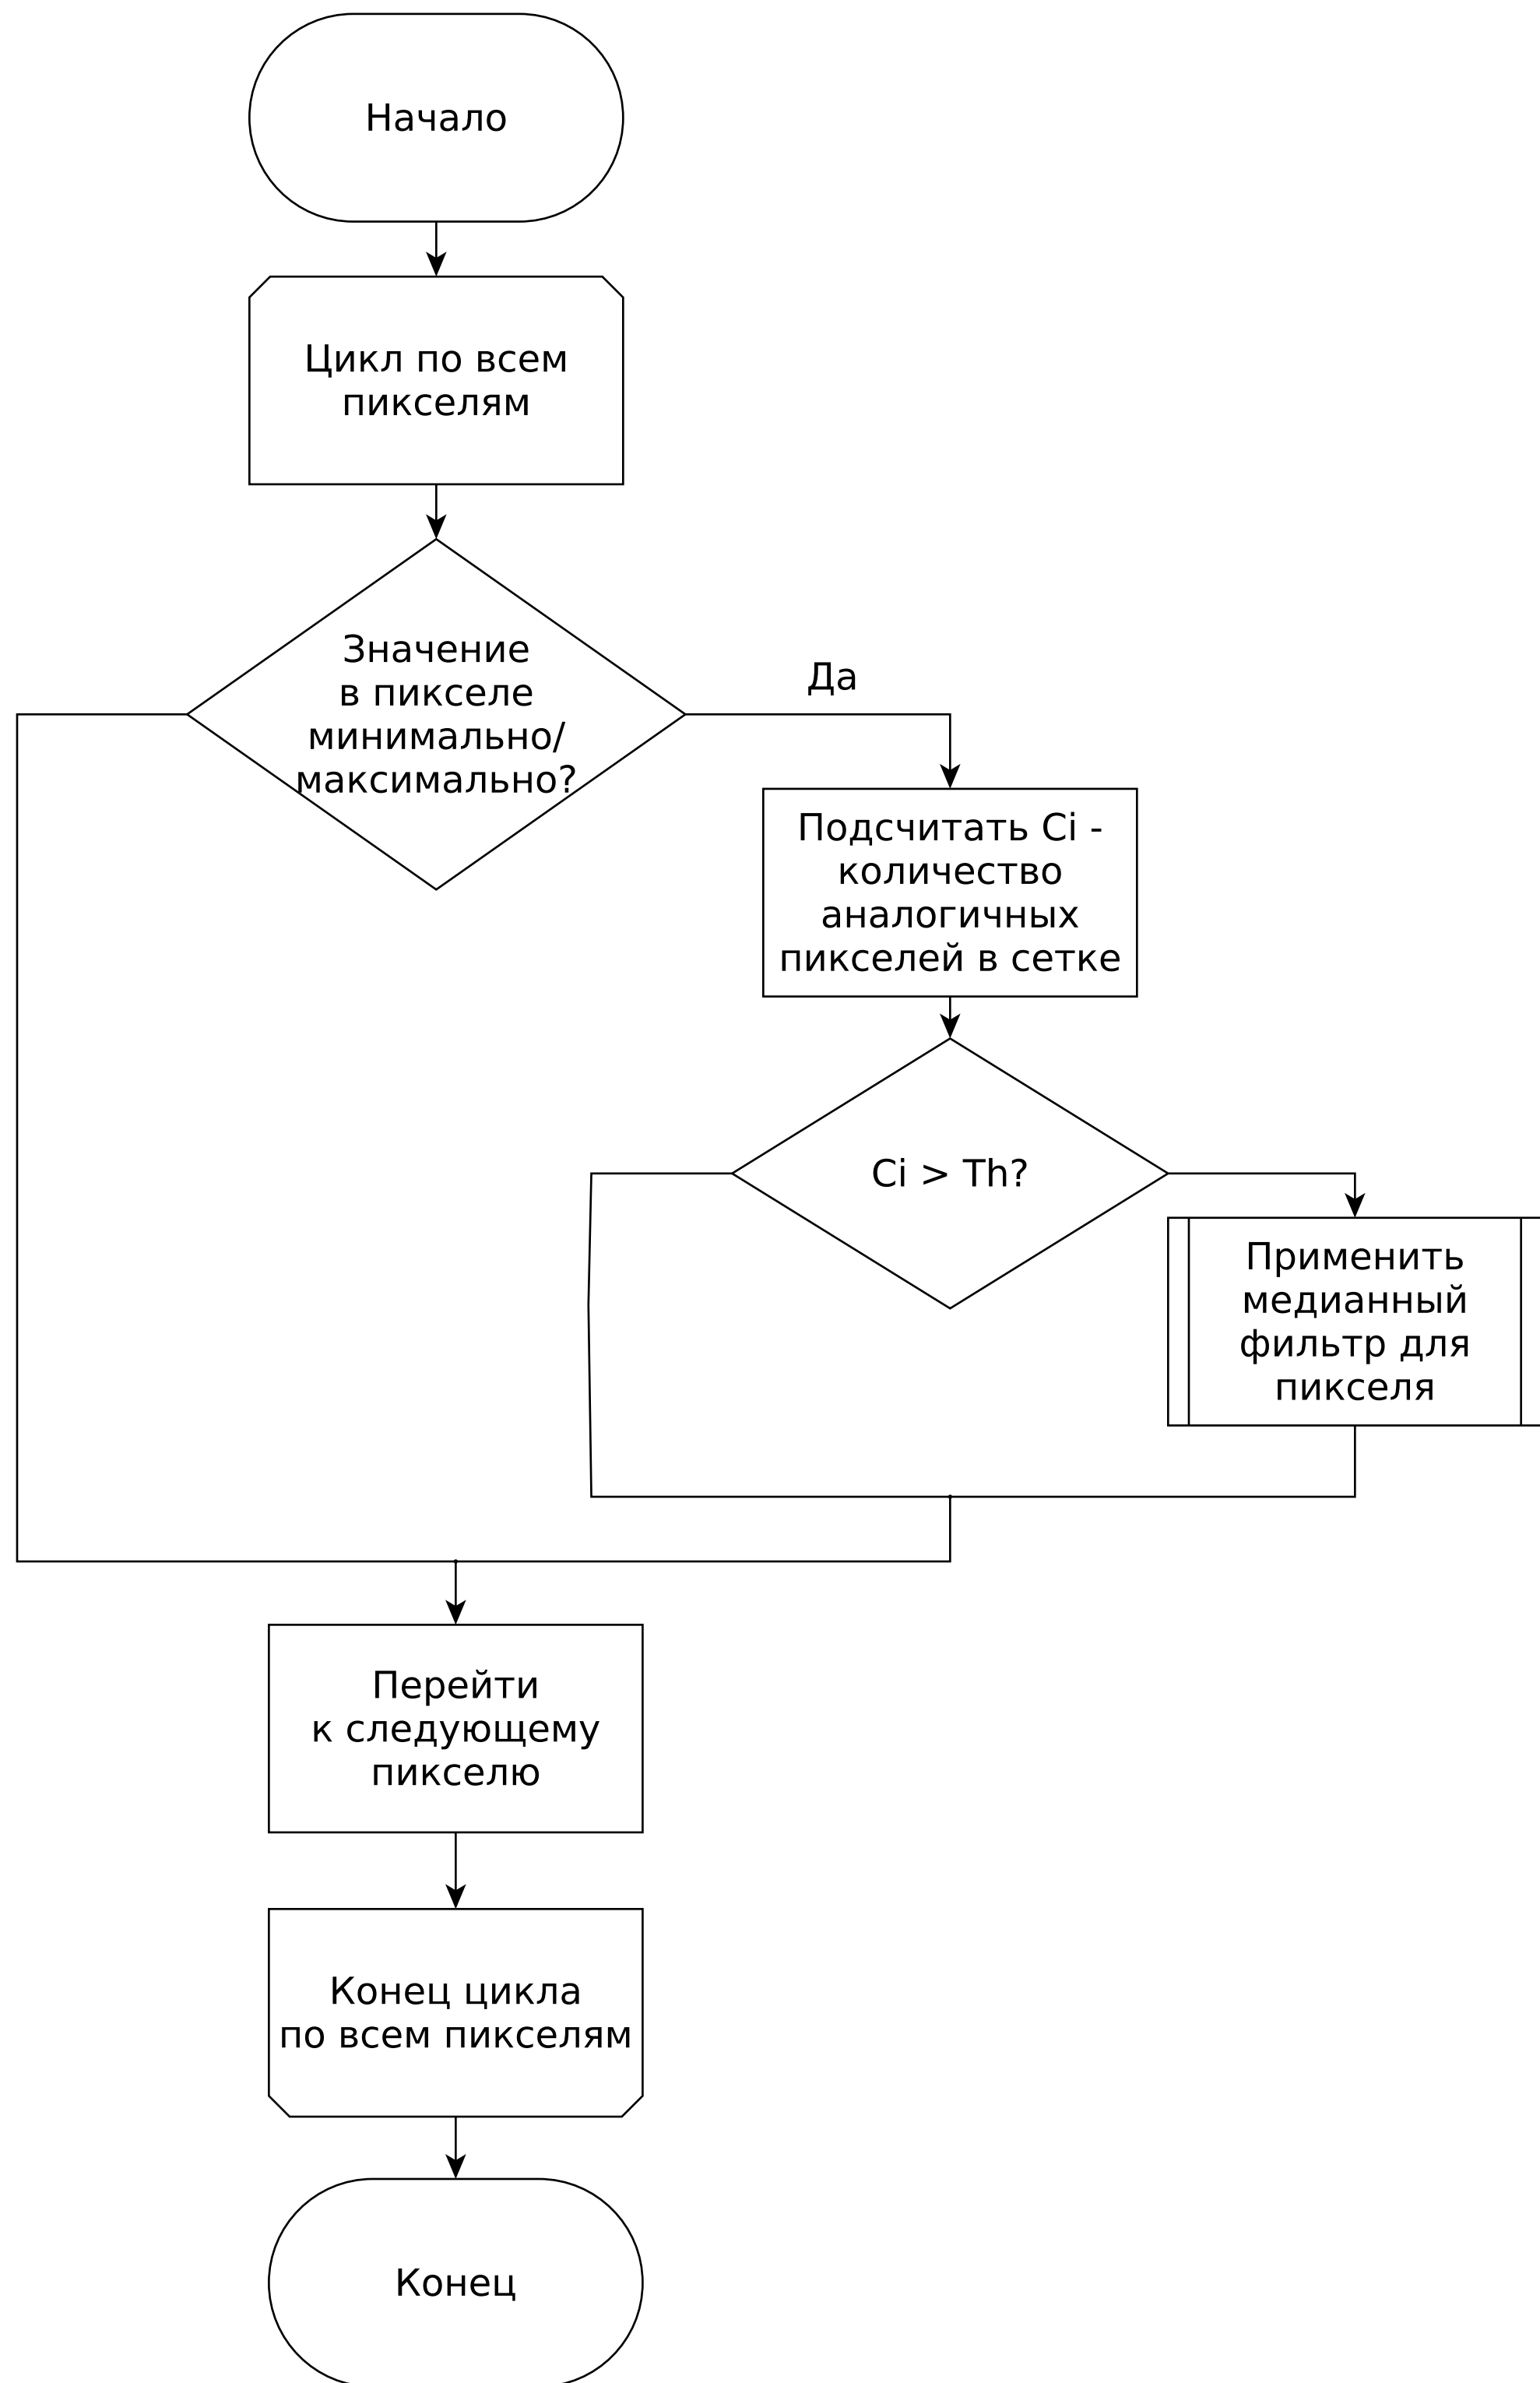 Начало
Цикл по всем
пикселям
Значение
в пикселе
минимально/
максимально?
Да
Подсчитать Ci -
количество
аналогичных
пикселей в сетке
Ci > Th?
Применить
медианный
фильтр для
пикселя
Перейти
к следующему
пикселю
Конец цикла
по всем пикселям
Конец